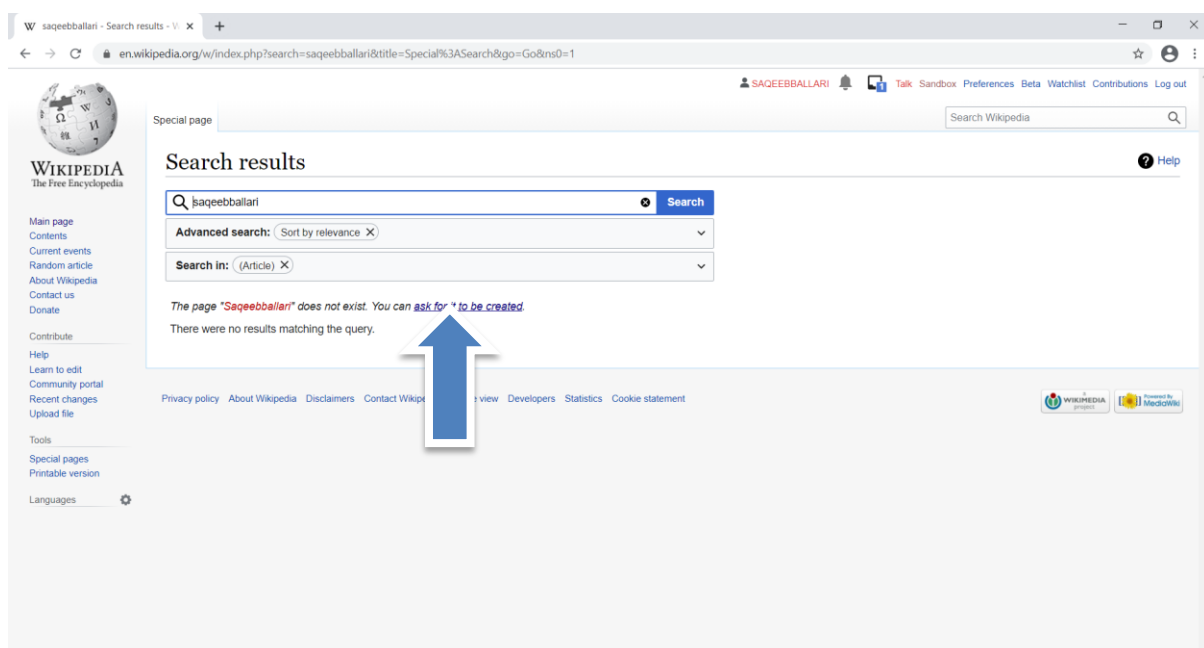 saqeebballari - Search results - W
en.wikipedia.org/w/index.php?search=saqeebballari&title=Special%3ASearch&go=Go&ns0=1
SAQEEBBALLARI 1 Talk Sandbox Preferences Beta Watchlist Contributions Log out
Special page
Search Wikipedia
WIKIPEDIA
The Free Encyclopedia
Search results
Help
saqeebballari
Search
Advanced search: Sort by relevance
Search in: (Article)
The page "Saqeebballari" does not exist. You can ask for it to be created.
There were no results matching the query.
Main page
Contents
Current events
Random article
About Wikipedia
Contact us
Donate
Contribute
Help
Learn to edit
Community portal
Recent changes
Upload file
Tools
Special pages
Printable version
Languages
Privacy policy About Wikipedia Disclaimers Contact view Developers Statistics Cookie statement
A WIKIMEDIA project
Powered By MediaWiki